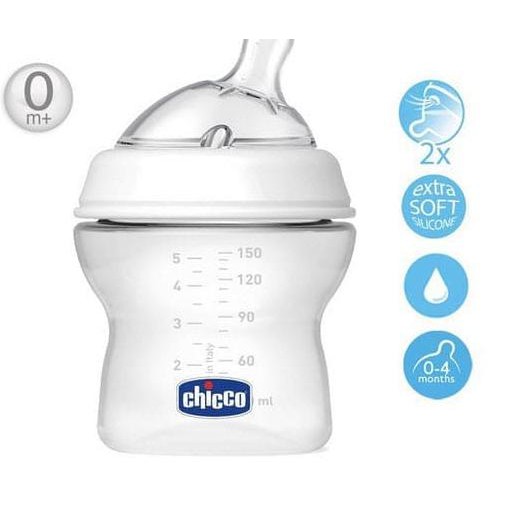 0
m+
2x
extra
SOFT
SILICONE
0-4
months
5 150
4 120
3 90
2 60
in Italy
chicco
ml